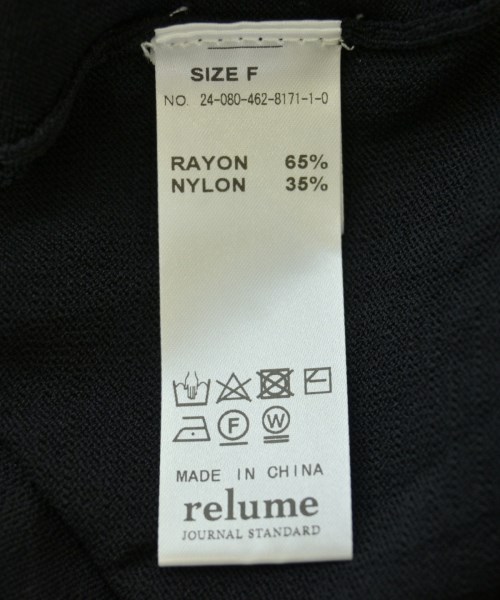 SIZE F
NO. 24-080-462-8171-1-0
RAYON 65%
NYLON 35%
F W
MADE IN CHINA
relume
JOURNAL STANDARD